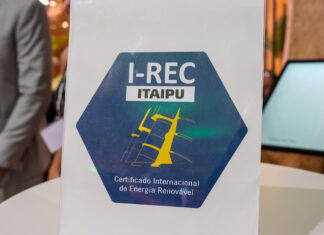 I-REC
ITAIPU
Certificado Internacional
de Energia Renovável